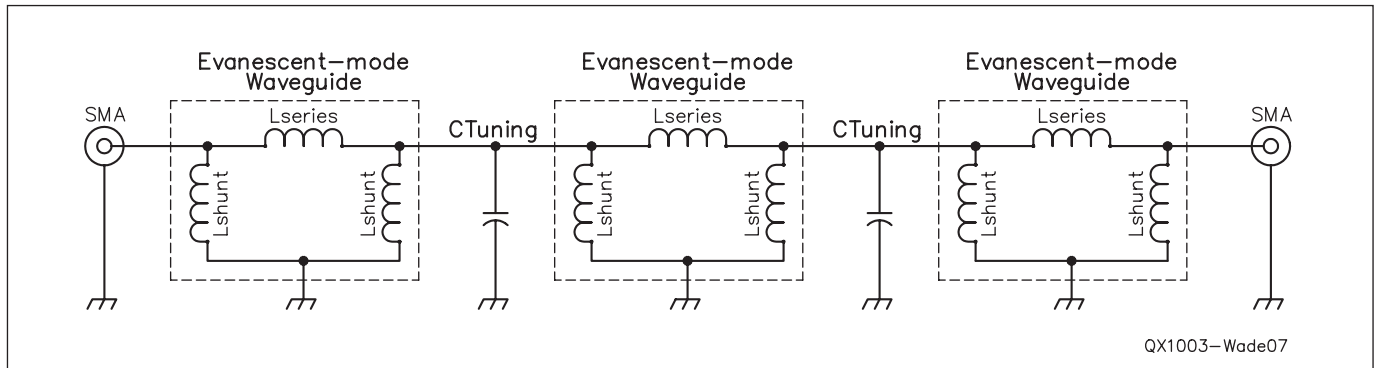 Evanescent-mode
Waveguide
Evanescent-mode
Waveguide
Evanescent-mode
Waveguide
SMA
Lseries
CTuning
Lseries
CTuning
Lseries
SMA
Lshunt
Lshunt
Lshunt
Lshunt
Lshunt
Lshunt
QX1003-Wade07